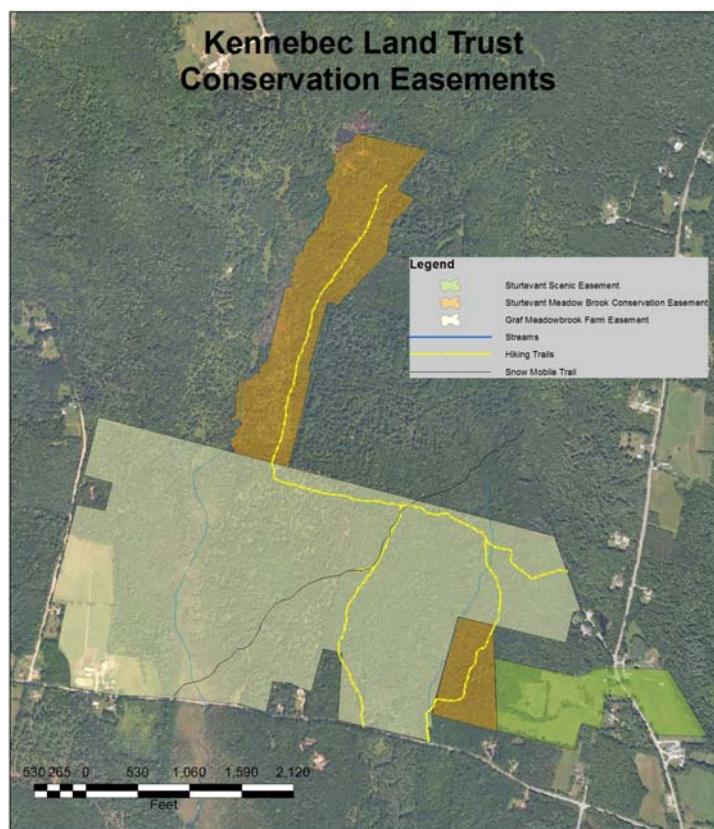 Kennebec Land Trust
Conservation Easements
Legend
Sturtevant Scenic Easement
Sturtevant Meadow Brook Conservation Easement
Graf Meadowbrook Farm Easement
Streams
Hiking Trails
Snow Mobile Trail
530 265 0 530 1,060 1,590 2,120
Feet